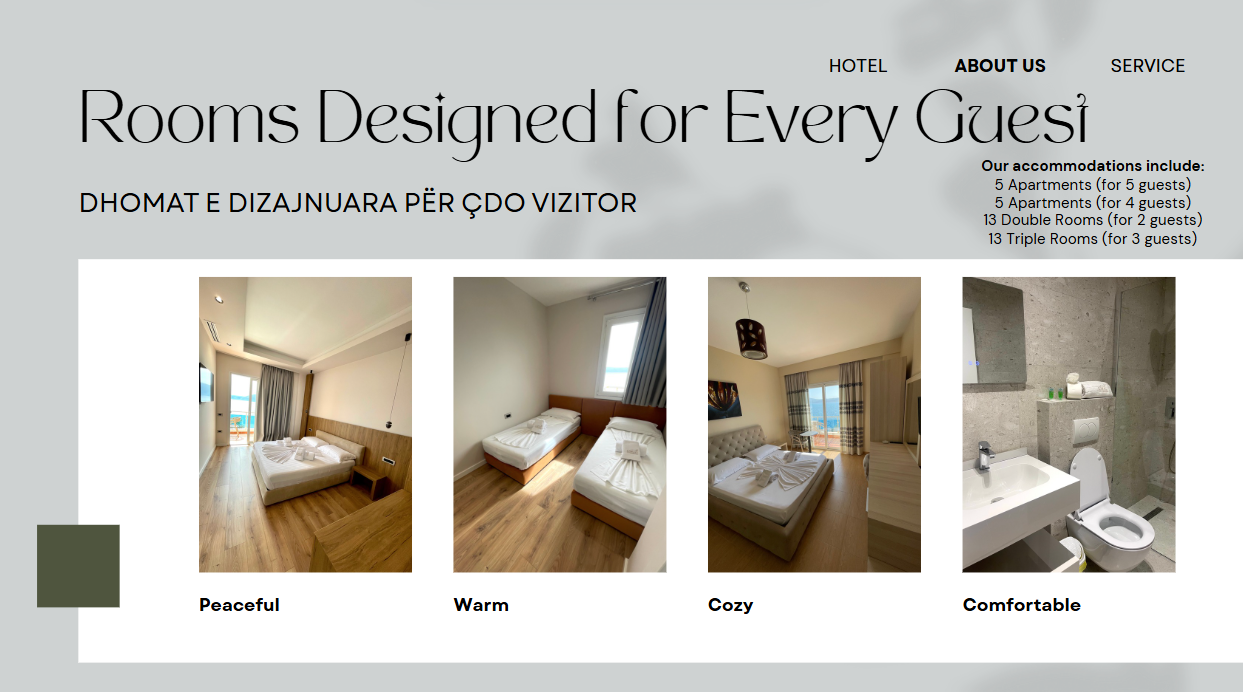 HOTEL ABOUT US SERVICE
Rooms Designed for Every Guest
DHOMAT E DIZAJNUARA PËR ÇDO VIZITOR
Our accommodations include:
5 Apartments (for 5 guests)
5 Apartments (for 4 guests)
13 Double Rooms (for 2 guests)
13 Triple Rooms (for 3 guests)
Peaceful
Warm
Cozy
Comfortable